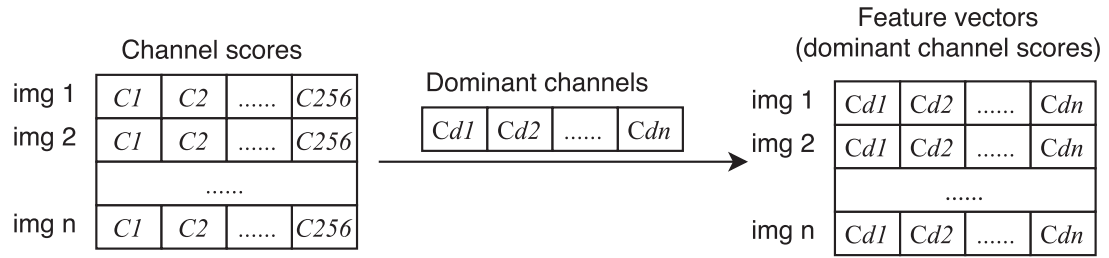 Channel scores
img 1 C1 C2 ...... C256
img 2 C1 C2 ...... C256
......
img n C1 C2 ...... C256
Dominant channels
Cd1 Cd2 ...... Cdn
Feature vectors
(dominant channel scores)
img 1 Cd1 Cd2 ...... Cdn
img 2 Cd1 Cd2 ...... Cdn
......
img n Cd1 Cd2 ...... Cdn